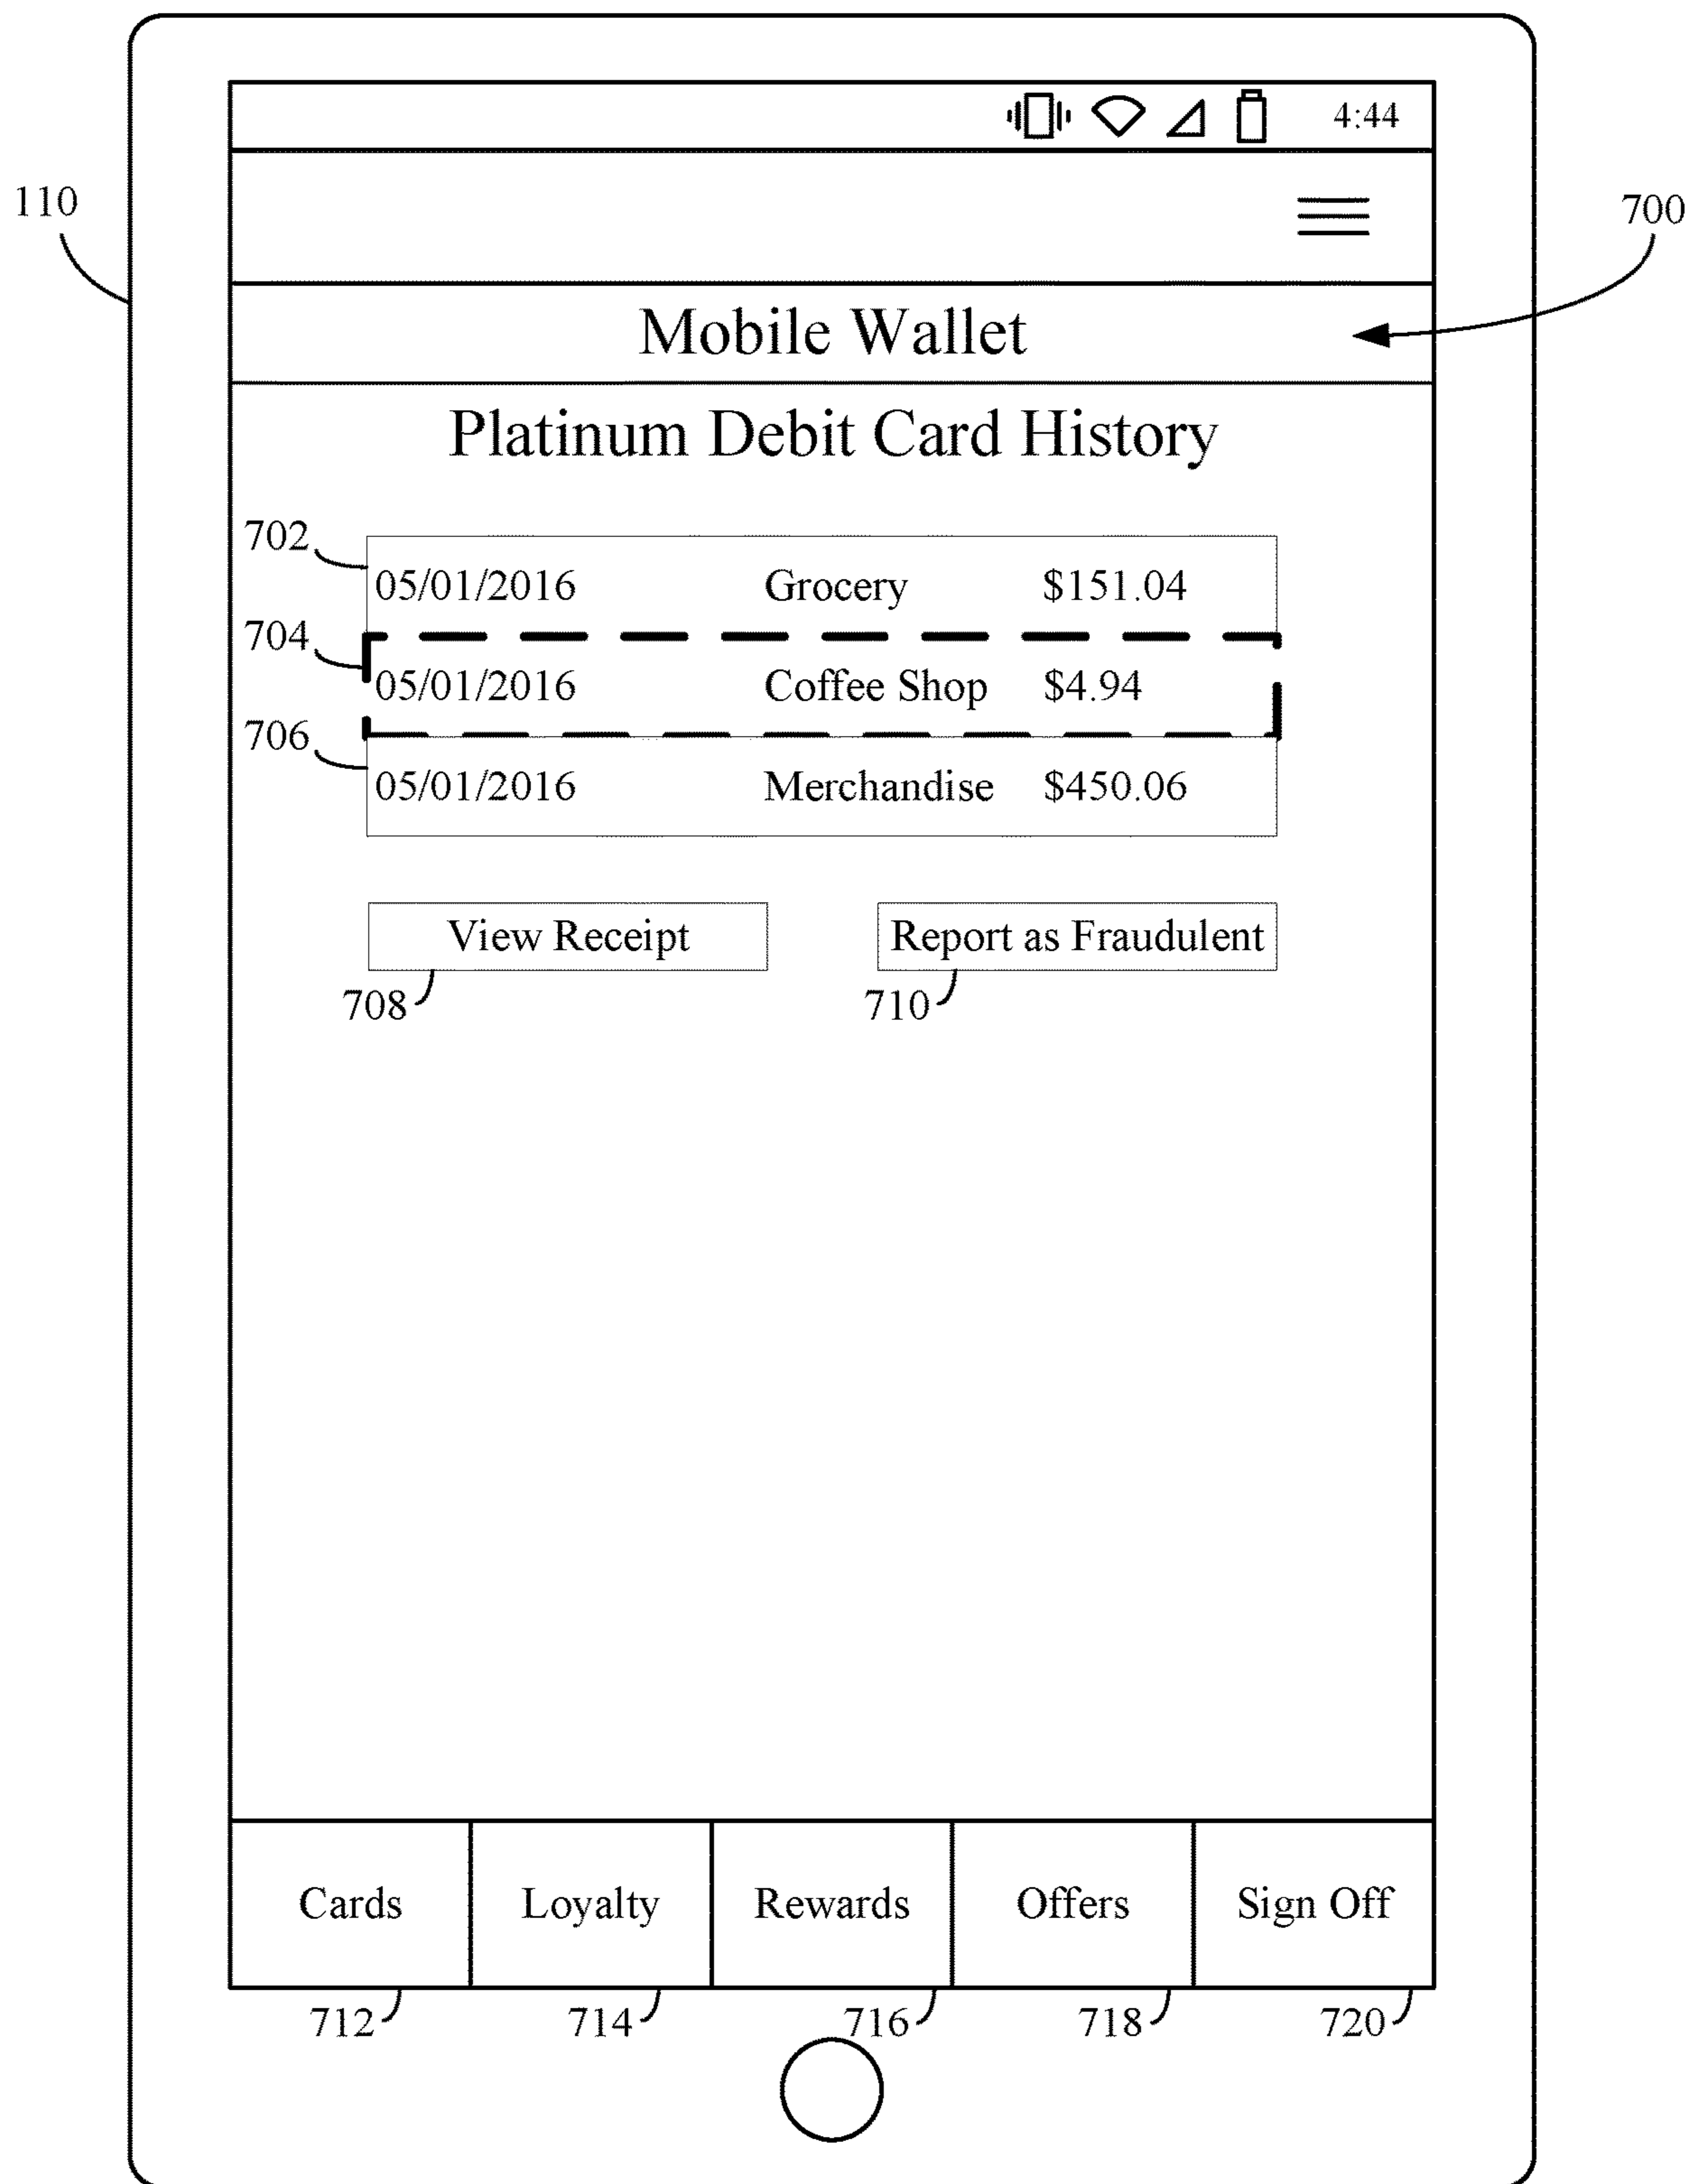 4:44
110
700
Mobile Wallet
Platinum Debit Card History
702
05/01/2016 Grocery $151.04
704
05/01/2016 Coffee Shop $4.94
706
05/01/2016 Merchandise $450.06
View Receipt Report as Fraudulent
708 710
Cards Loyalty Rewards Offers Sign Off
712 714 716 718 720